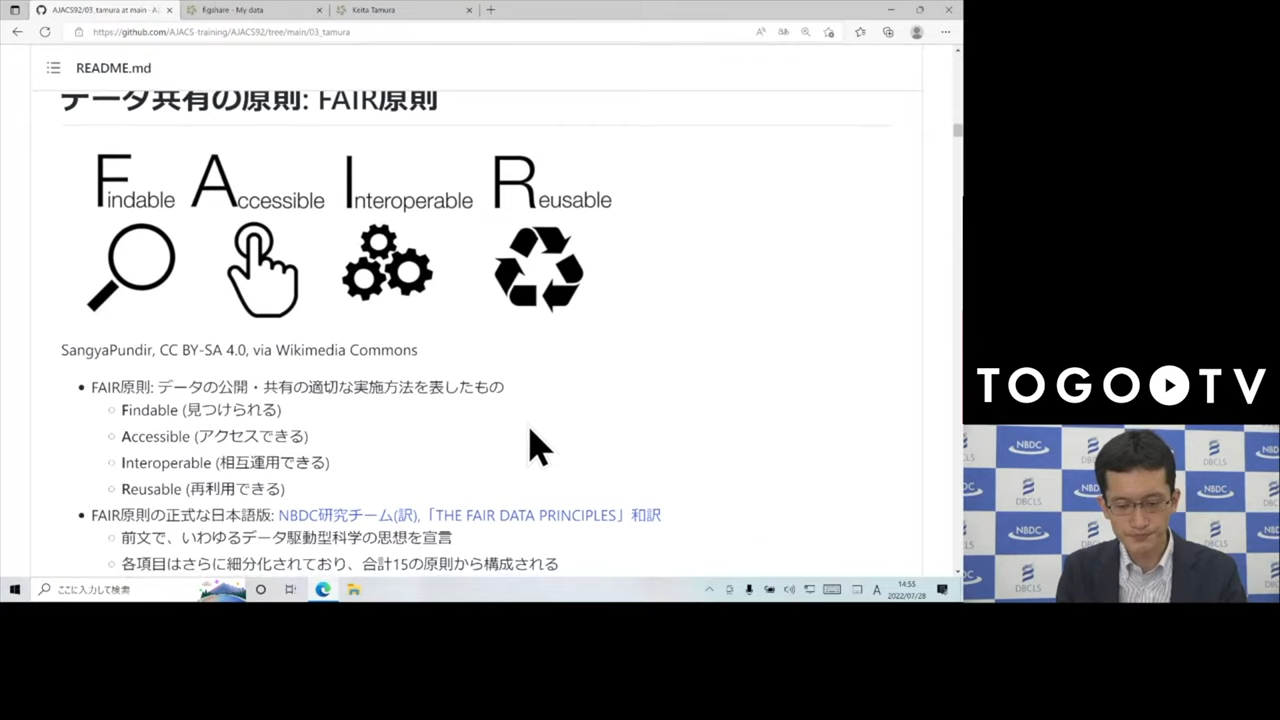 AJACS92/03_tamura at main · AJ
figshare - My data
Keita Tamura
https://github.com/AJACS-training/AJACS92/tree/main/03_tamura
README.md
データ共有の原則: FAIR原則
Findable Accessible Interoperable Reusable
SangyaPundir, CC BY-SA 4.0, via Wikimedia Commons
FAIR原則: データの公開・共有の適切な実施方法を表したもの
Findable (見つけられる)
Accessible (アクセスできる)
Interoperable (相互運用できる)
Reusable (再利用できる)
FAIR原則の正式な日本語版: NBDC研究チーム(訳),「THE FAIR DATA PRINCIPLES」和訳
前文で、いわゆるデータ駆動型科学の思想を宣言
各項目はさらに細分化されており、合計15の原則から構成される
ここに入力して検索
A
14:55
2022/07/28
TOGO TV
NBDC
DBCLS
NBDC
DBCLS
NBDC
DBCLS
NBDC
DBCLS